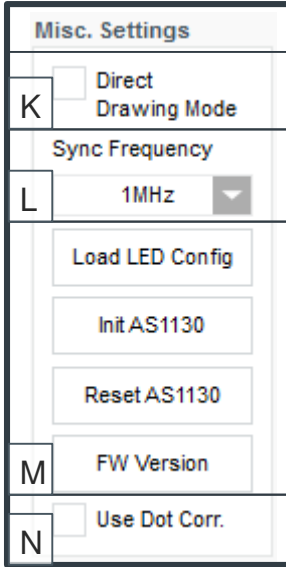 Misc. Settings
Direct
Drawing Mode
K
Sync Frequency
L
1MHz
Load LED Config
Init AS1130
Reset AS1130
FW Version
M
Use Dot Corr.
N